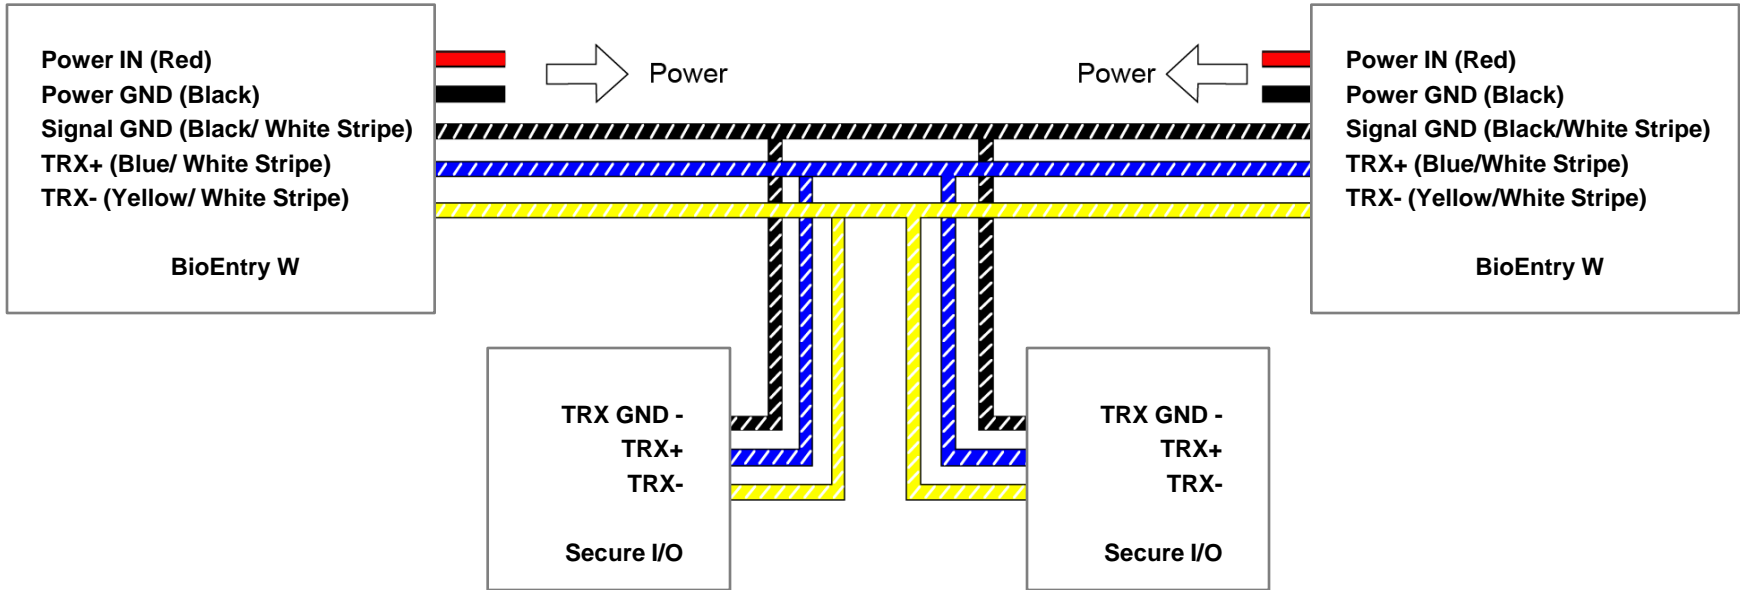 Power IN (Red)
Power GND (Black)
Signal GND (Black/ White Stripe)
TRX+ (Blue/ White Stripe)
TRX- (Yellow/ White Stripe)
BioEntry W
Power
Power
Power IN (Red)
Power GND (Black)
Signal GND (Black/White Stripe)
TRX+ (Blue/White Stripe)
TRX- (Yellow/White Stripe)
BioEntry W
TRX GND -
TRX+
TRX-
Secure I/O
TRX GND -
TRX+
TRX-
Secure I/O